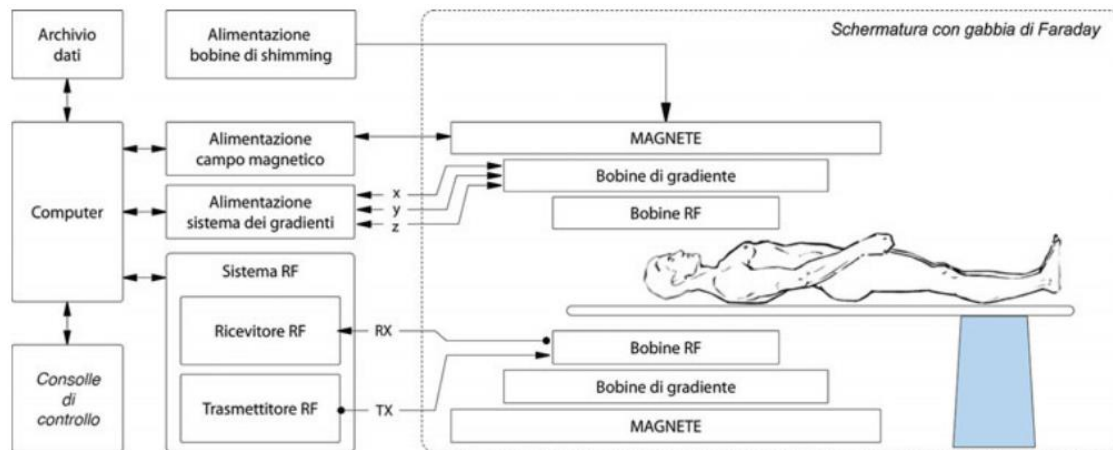 Schermatura con gabbia di Faraday
Archivio
dati
Alimentazione
bobine di shimming
Computer
Alimentazione
campo magnetico
MAGNETE
Alimentazione
sistema dei gradienti
x
y
z
Bobine di gradiente
Bobine RF
Sistema RF
Ricevitore RF
RX
Bobine RF
Consolle
di
controllo
Trasmettitore RF
TX
Bobine di gradiente
MAGNETE